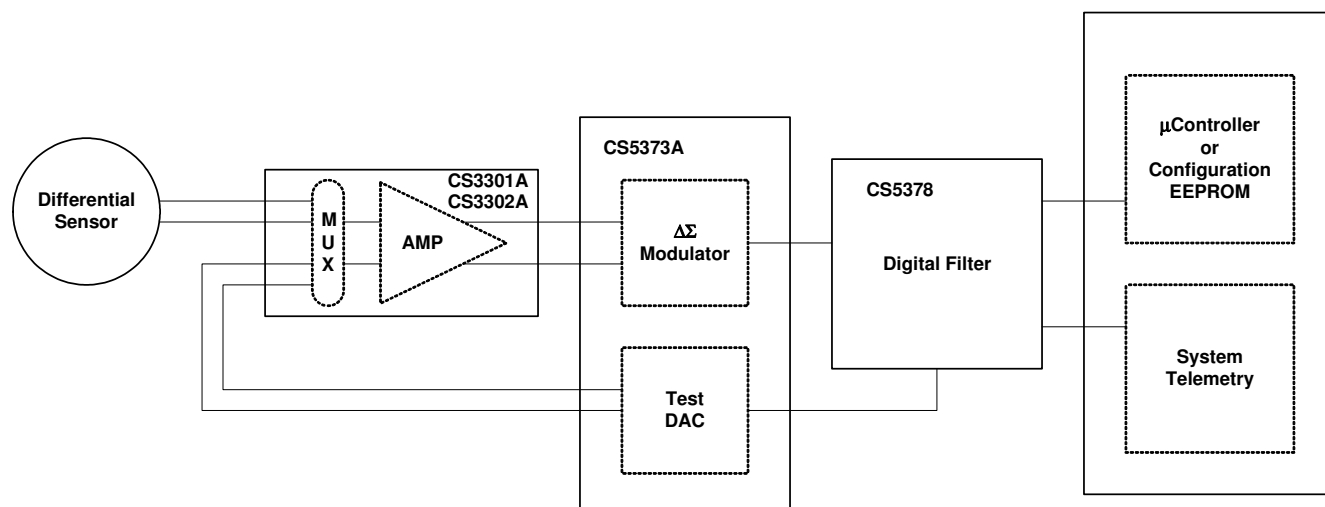 Differential
Sensor
CS3301A
CS3302A
M
U
X
AMP
CS5373A
ΔΣ
Modulator
Test
DAC
CS5378
Digital Filter
μController
or
Configuration
EEPROM
System
Telemetry